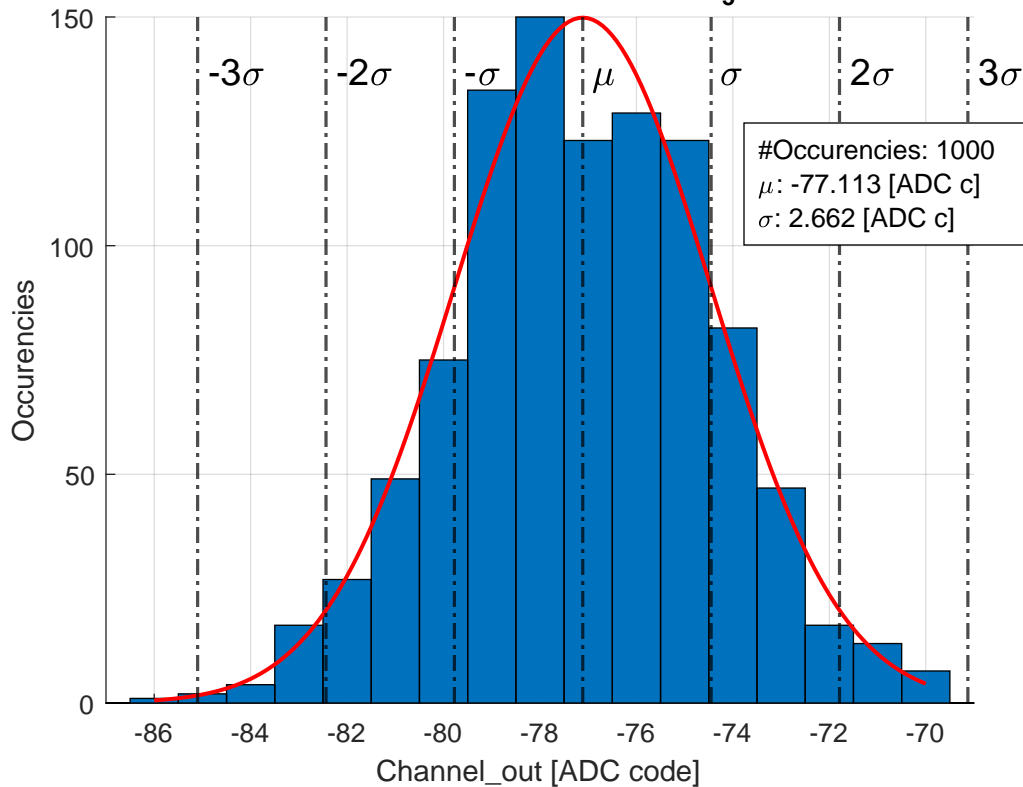 150
-3σ
-2σ
-σ
μ
σ
2σ
3σ
#Occurencies: 1000
μ: -77.113 [ADC c]
σ: 2.662 [ADC c]
100
50
0
Occurencies
-86
-84
-82
-80
-78
-76
-74
-72
-70
Channel_out [ADC code]